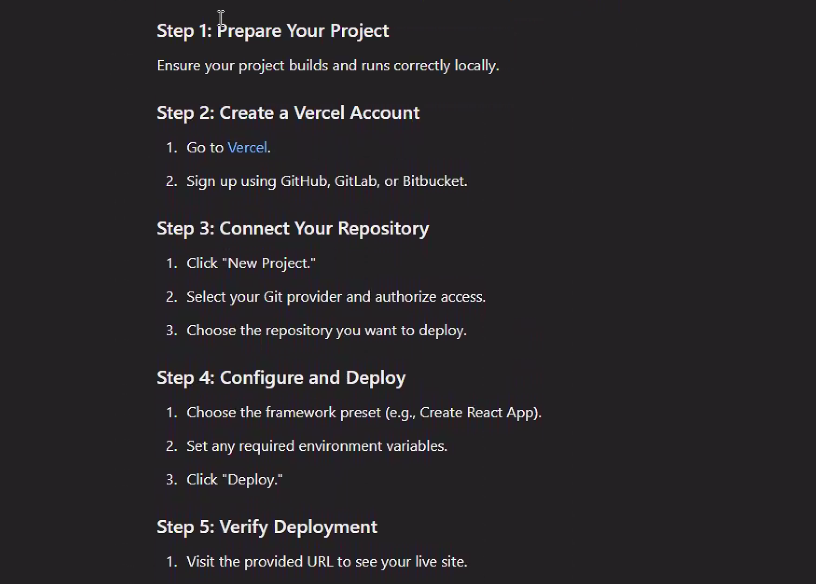 Step 1: Prepare Your Project
Ensure your project builds and runs correctly locally.
Step 2: Create a Vercel Account
1. Go to Vercel.
2. Sign up using GitHub, GitLab, or Bitbucket.
Step 3: Connect Your Repository
1. Click "New Project."
2. Select your Git provider and authorize access.
3. Choose the repository you want to deploy.
Step 4: Configure and Deploy
1. Choose the framework preset (e.g., Create React App).
2. Set any required environment variables.
3. Click "Deploy."
Step 5: Verify Deployment
1. Visit the provided URL to see your live site.